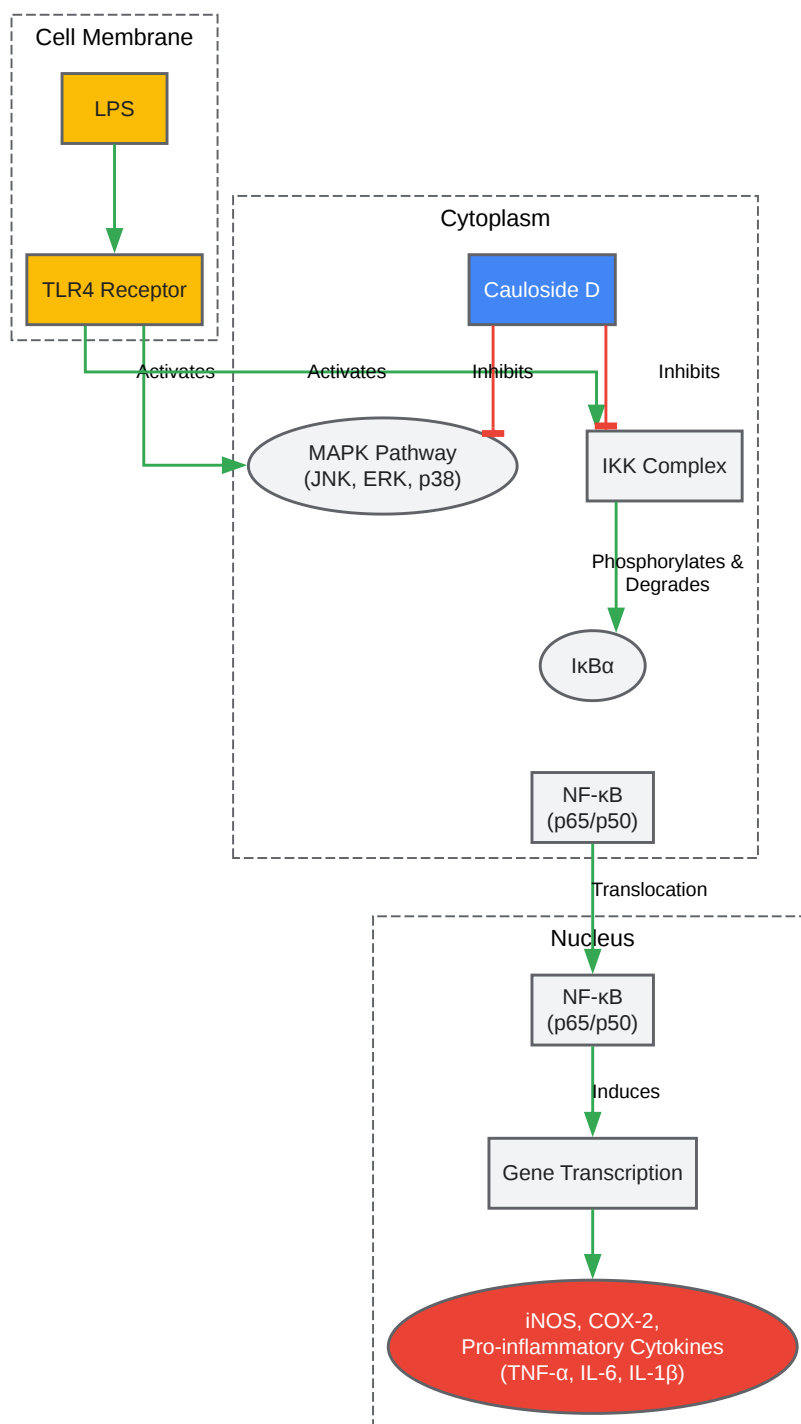 Cell Membrane
LPS
TLR4 Receptor
Cytoplasm
Cauloside D
Activates
Activates
Inhibits
Inhibits
MAPK Pathway
(JNK, ERK, p38)
IKK Complex
Phosphorylates &
Degrades
IκBα
NF-κB
(p65/p50)
Translocation
Nucleus
NF-κB
(p65/p50)
Induces
Gene Transcription
iNOS, COX-2,
Pro-inflammatory Cytokines
(TNF-α, IL-6, IL-1β)